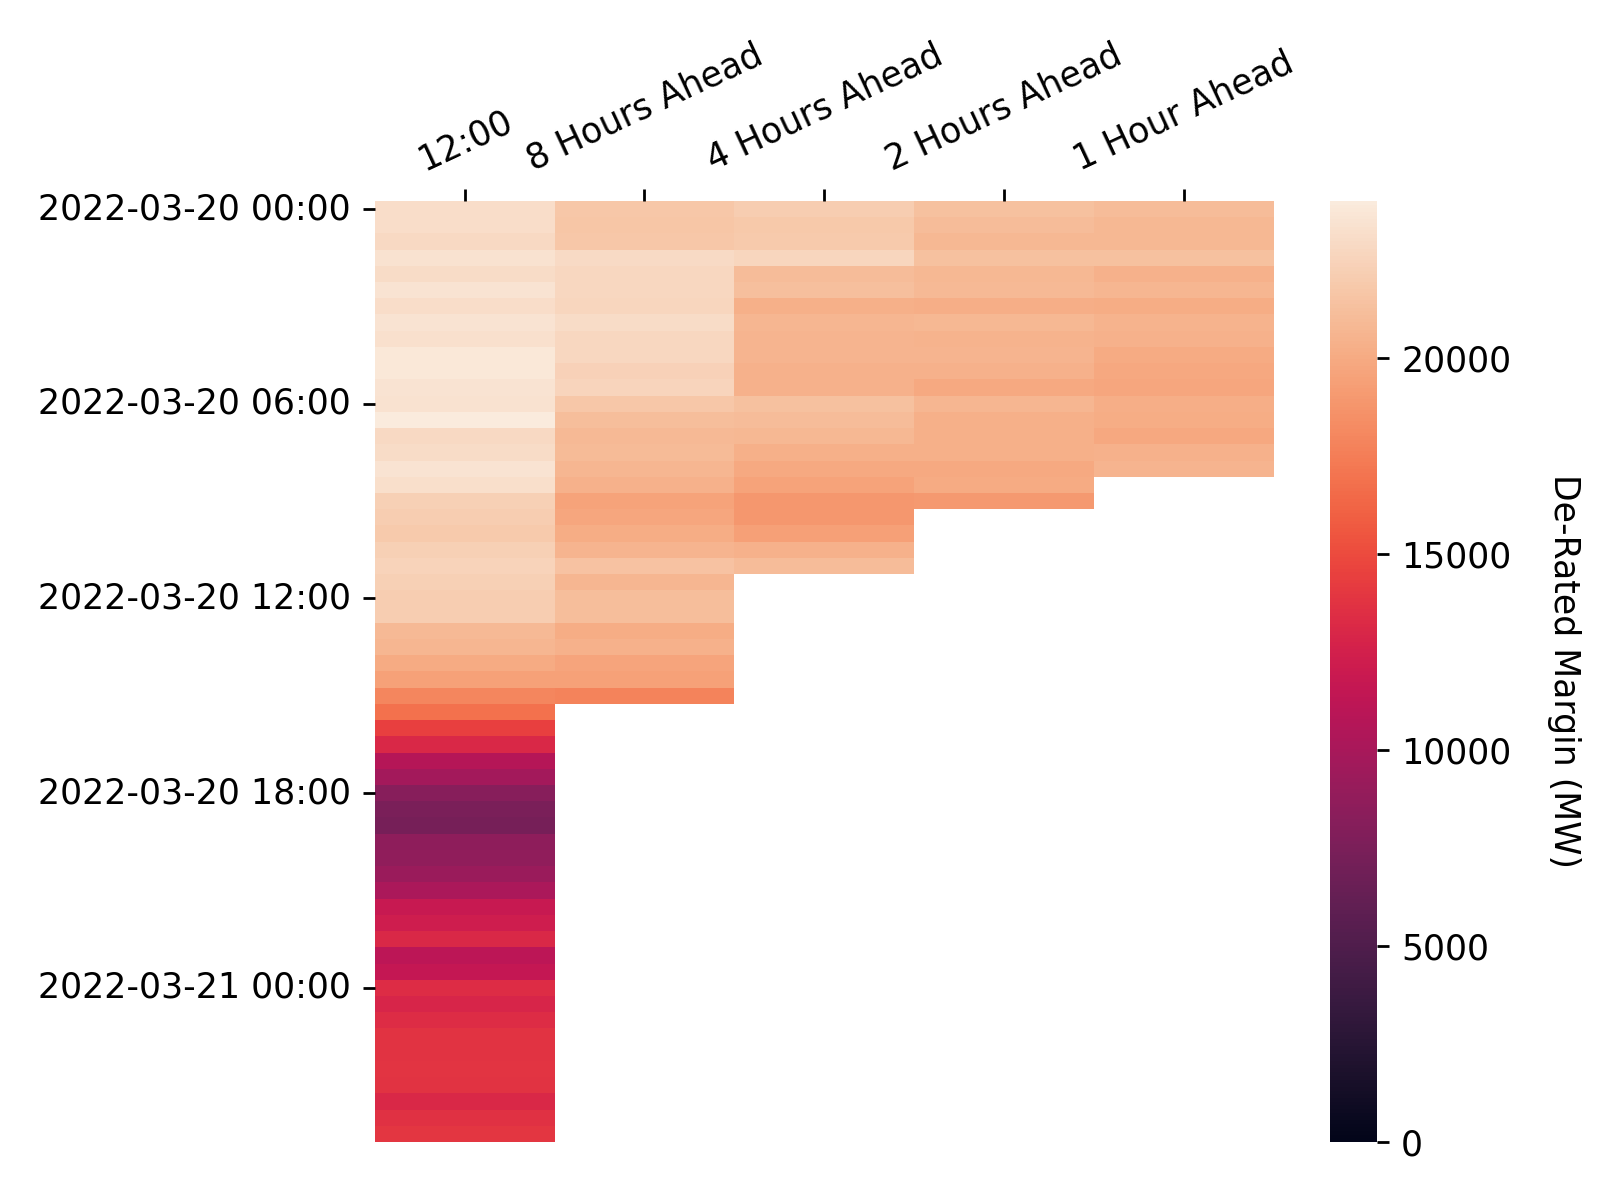 12:00
8 Hours Ahead
4 Hours Ahead
2 Hours Ahead
1 Hour Ahead
2022-03-20 00:00
2022-03-20 06:00
2022-03-20 12:00
2022-03-20 18:00
2022-03-21 00:00
20000
15000
10000
5000
0
De-Rated Margin (MW)